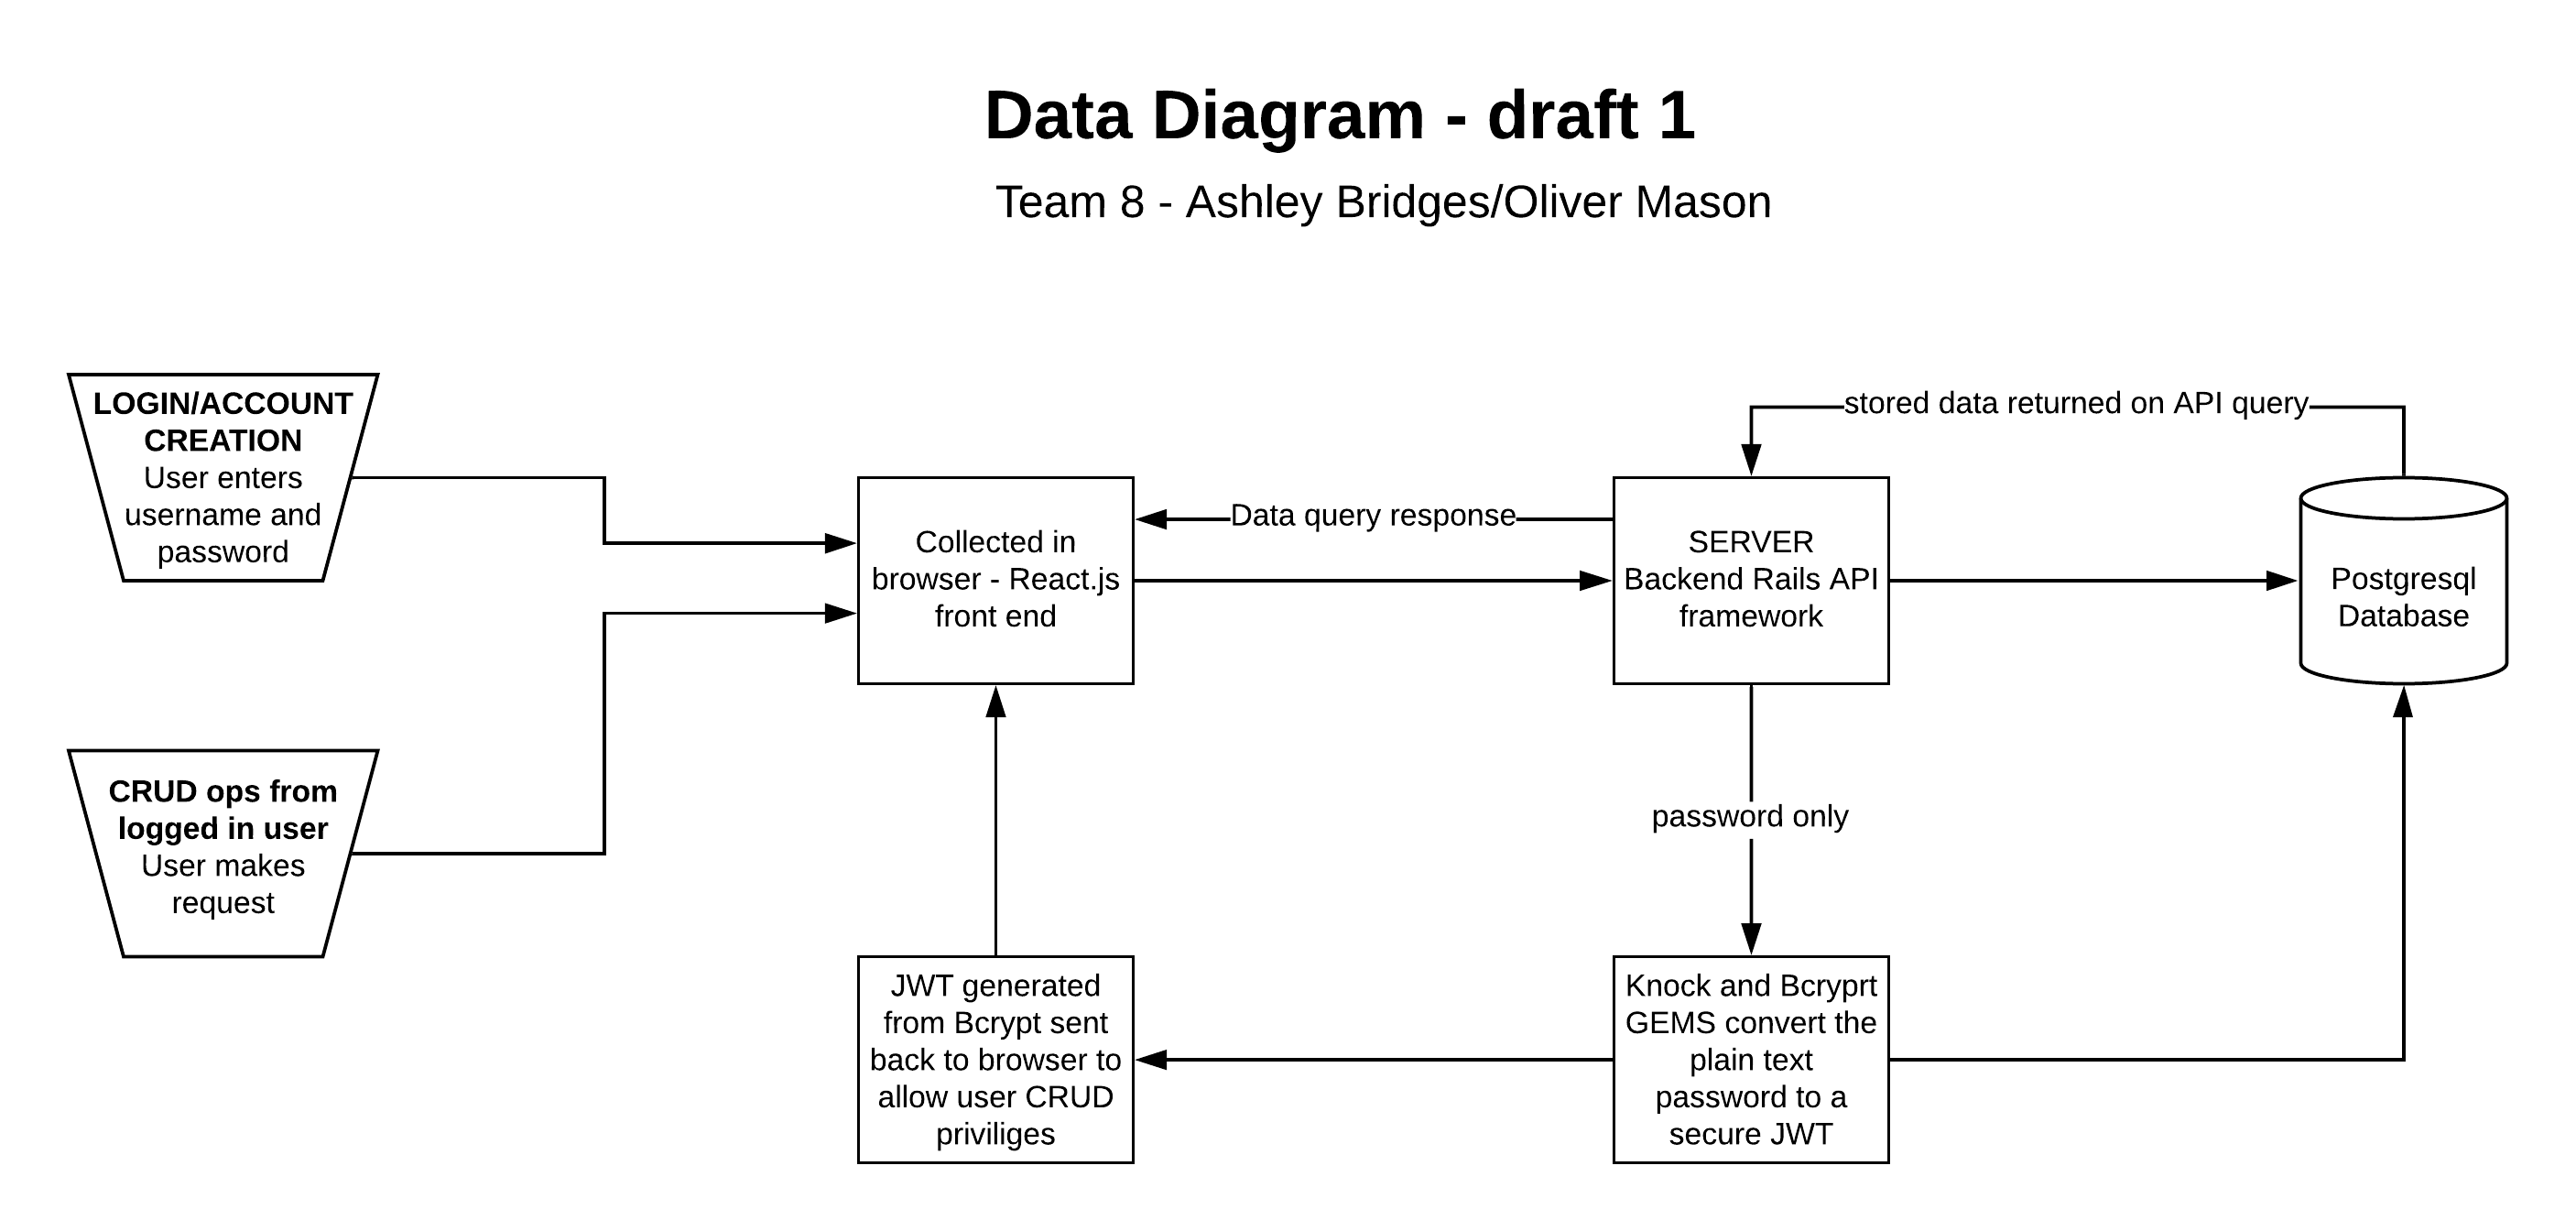 Data Diagram - draft 1
Team 8 - Ashley Bridges/Oliver Mason
LOGIN/ACCOUNT
CREATION
User enters
username and
password
CRUD ops from
logged in user
User makes
request
Collected in
browser - React.js
front end
Data query response
SERVER
Backend Rails API
framework
stored data returned on API query
Postgresql
Database
password only
JWT generated
from Bcrypt sent
back to browser to
allow user CRUD
priviliges
Knock and Bcryprt
GEMS convert the
plain text
password to a
secure JWT